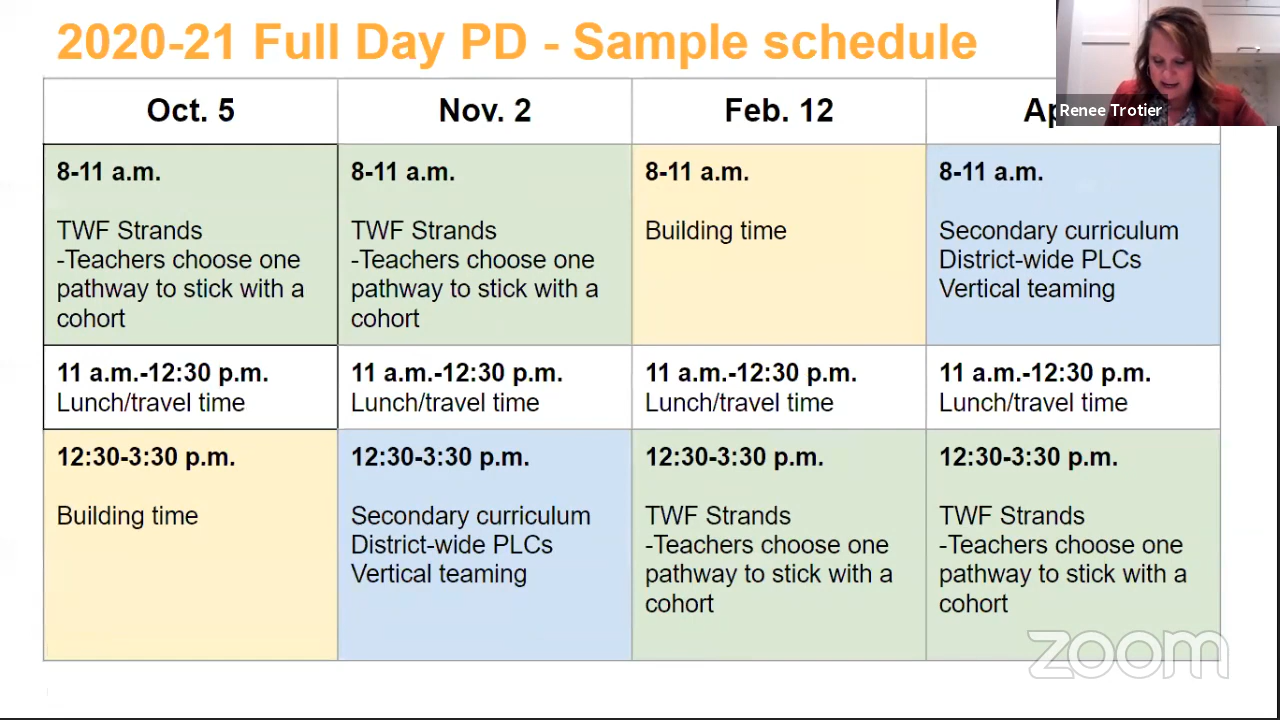 2020-21 Full Day PD - Sample schedule
Renee Trotier
Oct. 5
Nov. 2
Feb. 12
8-11 a.m.
TWF Strands
-Teachers choose one
pathway to stick with a
cohort
8-11 a.m.
TWF Strands
-Teachers choose one
pathway to stick with a
cohort
8-11 a.m.
Building time
8-11 a.m.
Secondary curriculum
District-wide PLCs
Vertical teaming
11 a.m.-12:30 p.m.
Lunch/travel time
11 a.m.-12:30 p.m.
Lunch/travel time
11 a.m.-12:30 p.m.
Lunch/travel time
11 a.m.-12:30 p.m.
Lunch/travel time
12:30-3:30 p.m.
Building time
12:30-3:30 p.m.
Secondary curriculum
District-wide PLCs
Vertical teaming
12:30-3:30 p.m.
TWF Strands
-Teachers choose one
pathway to stick with a
cohort
12:30-3:30 p.m.
TWF Strands
-Teachers choose one
pathway to stick with a
cohort
zoom